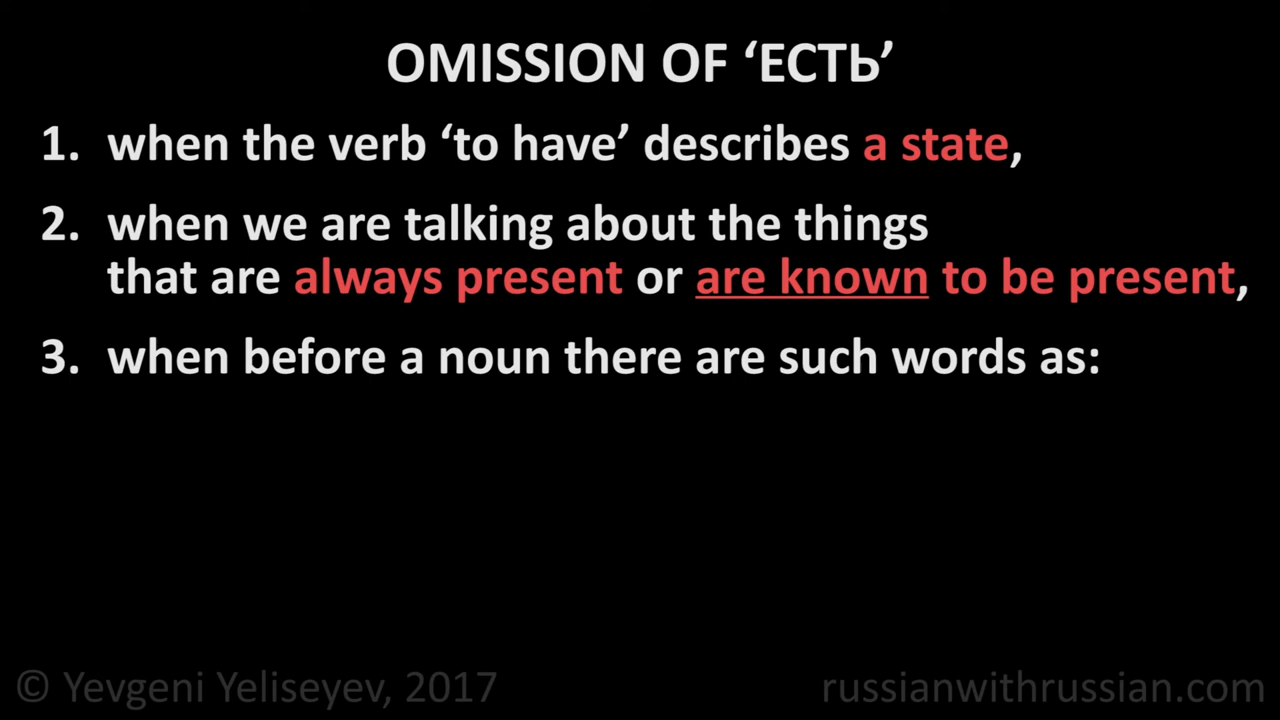 OMISSION OF ‘ЕСТЬ’
1. when the verb ‘to have’ describes a state,
2. when we are talking about the things
that are always present or are known to be present,
3. when before a noun there are such words as:
© Yevgeni Yeliseyev, 2017
russianwithrussian.com